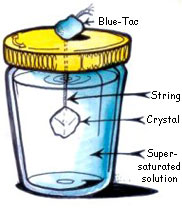 Blue-Tac
String
Crystal
Super-
saturated
solution